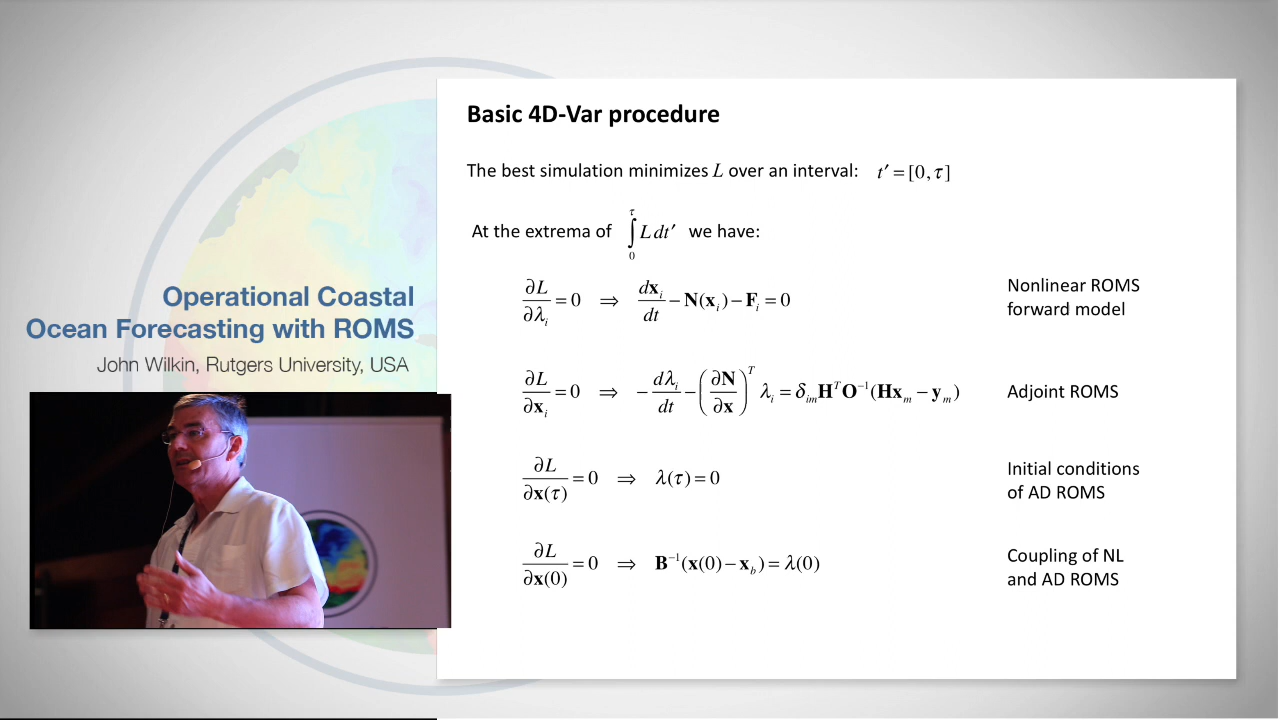 Basic 4D-Var procedure
The best simulation minimizes L over an interval: t′ = [0, τ]
At the extrema of ∫₀^τ L dt′ we have:
∂L/∂λᵢ = 0 ⇒ d𝐱ᵢ/dt − 𝐍(𝐱ᵢ) − 𝐅ᵢ = 0
Nonlinear ROMS
forward model
∂L/∂𝐱ᵢ = 0 ⇒ − dλᵢ/dt − (∂𝐍/∂𝐱)ᵀ λᵢ = δᵢₘ𝐇ᵀ𝐎⁻¹(𝐇𝐱ₘ − 𝐲ₘ)
Adjoint ROMS
∂L/∂𝐱(τ) = 0 ⇒ λ(τ) = 0
Initial conditions
of AD ROMS
∂L/∂𝐱(0) = 0 ⇒ 𝐁⁻¹(𝐱(0) − 𝐱_b) = λ(0)
Coupling of NL
and AD ROMS
Operational Coastal
Ocean Forecasting with ROMS
John Wilkin, Rutgers University, USA